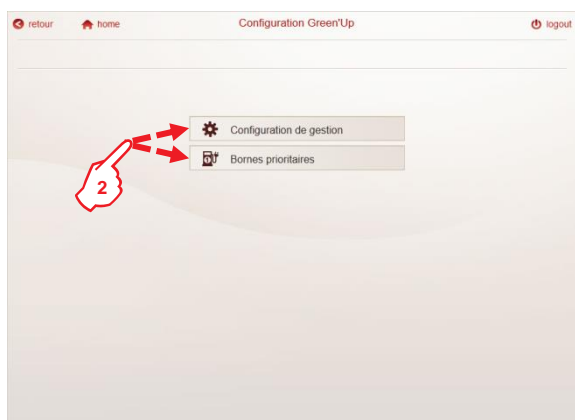 retour home Configuration Green'Up logout
Configuration de gestion
Bornes prioritaires
2